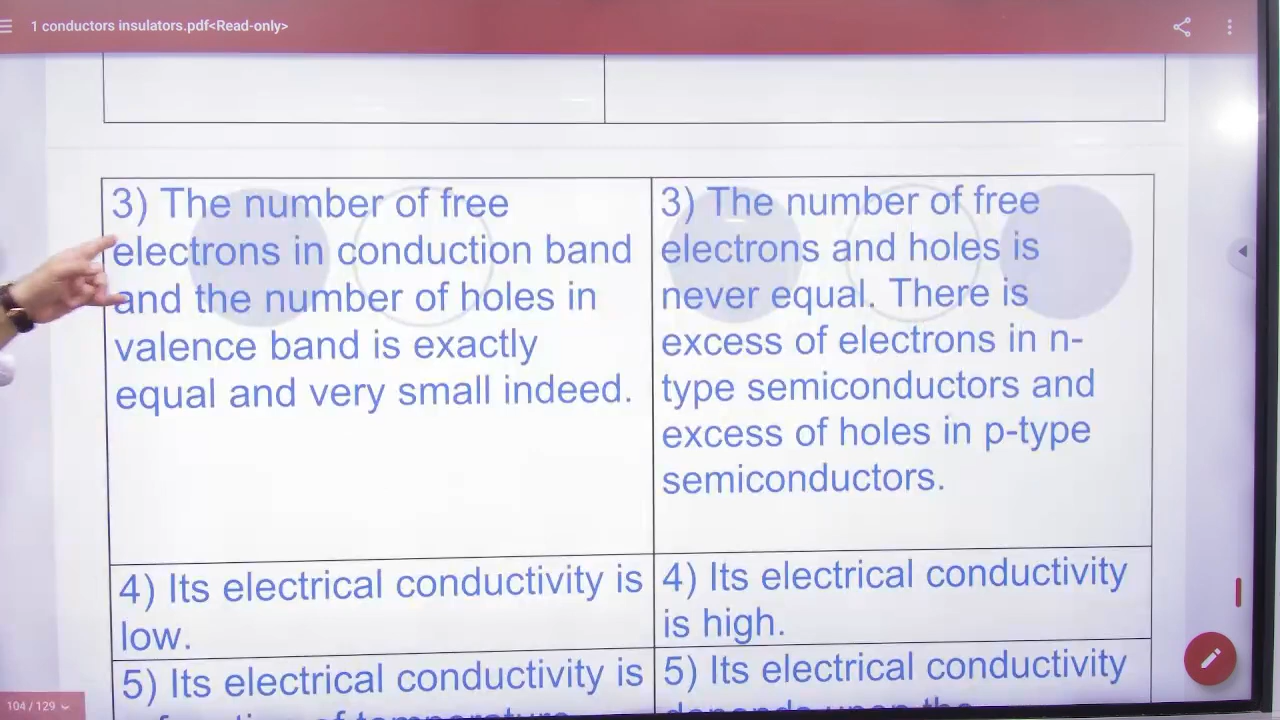 1 conductors insulators.pdf<Read-only>
3) The number of free
electrons in conduction band
and the number of holes in
valence band is exactly
equal and very small indeed.
3) The number of free
electrons and holes is
never equal. There is
excess of electrons in n-
type semiconductors and
excess of holes in p-type
semiconductors.
4) Its electrical conductivity is
low.
4) Its electrical conductivity
is high.
5) Its electrical conductivity is
5) Its electrical conductivity
depends upon the
104 / 129